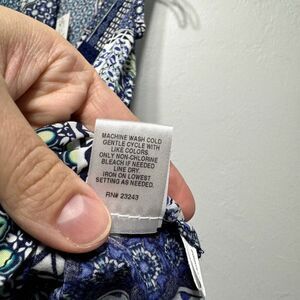 MACHINE WASH COLD
GENTLE CYCLE WITH
LIKE COLORS.
ONLY NON-CHLORINE
BLEACH IF NEEDED
LINE DRY
IRON ON LOWEST
SETTING AS NEEDED.
RN# 23243